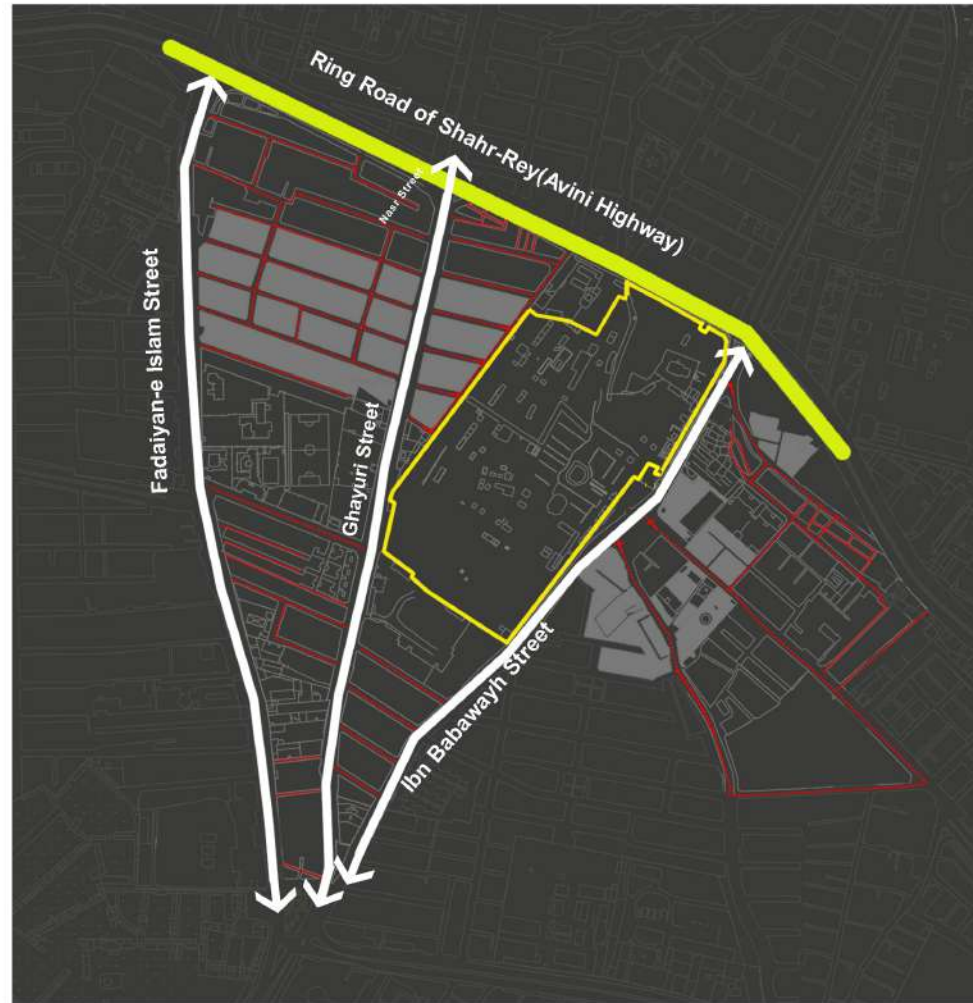 Ring Road of Shahr-Rey(Avini Highway)
Nasr Street
Fadaiyan-e Islam Street
Ghayuri Street
Ibn Babawayh Street